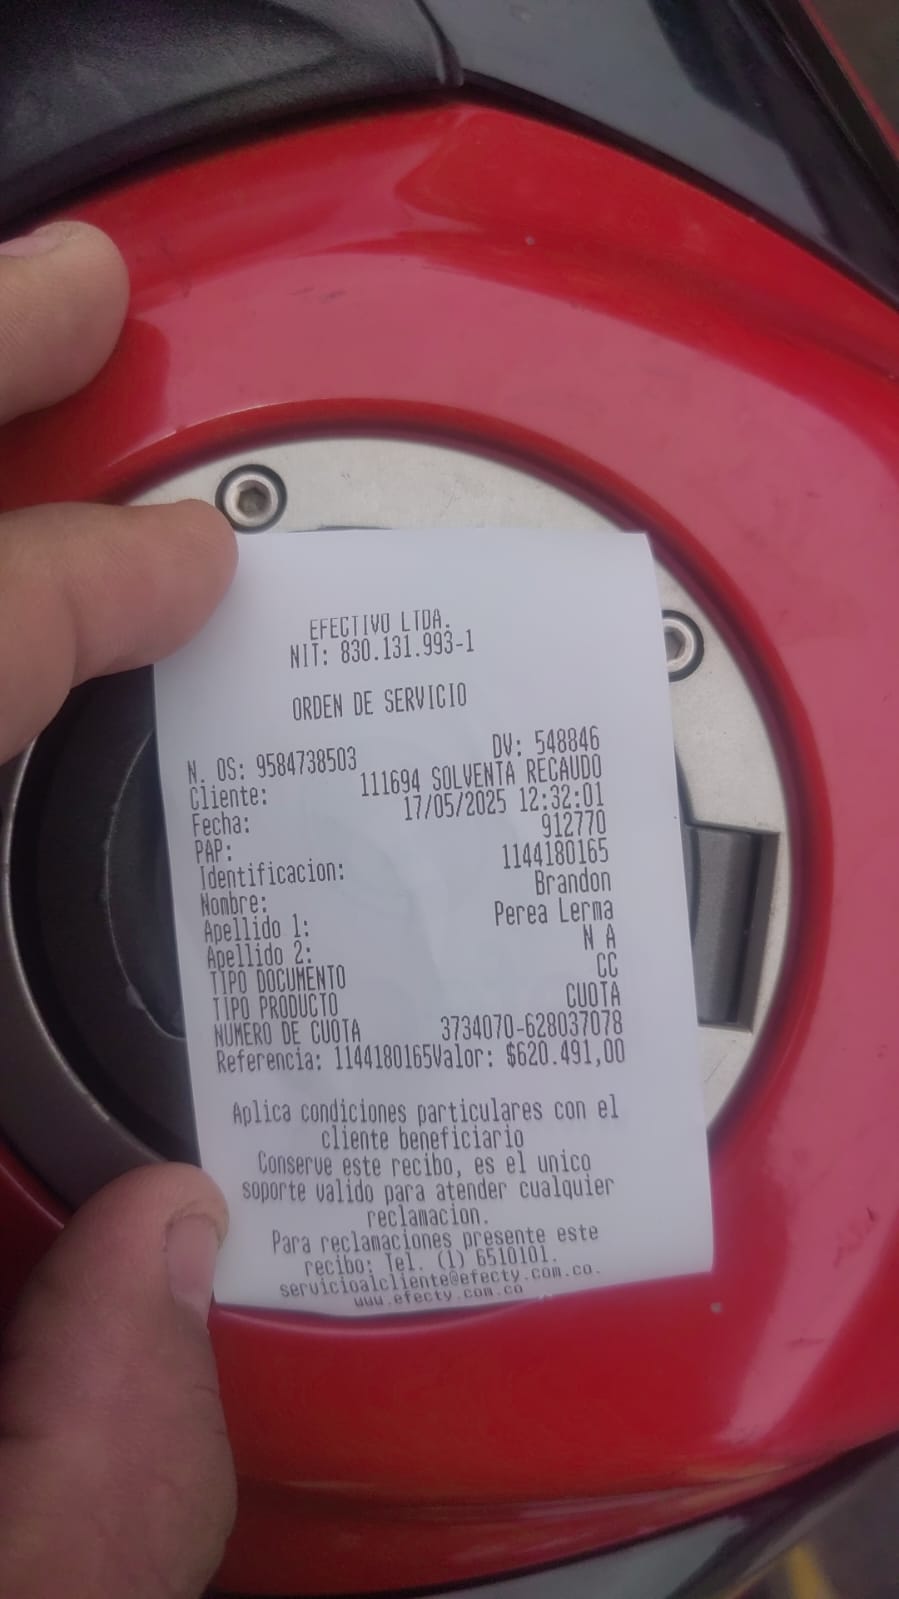 EFECTIVO LTDA.
NIT: 830.131.993-1
ORDEN DE SERVICIO
N. OS: 9584738503 DV: 548846
Cliente: 111694 SOLVENTA RECAUDO
Fecha: 17/05/2025 12:32:01
PAP: 912770
Identificacion: 1144180165
Nombre: Brandon
Apellido 1: Perea Lerma
Apellido 2: N A
TIPO DOCUMENTO CC
TIPO PRODUCTO CUOTA
NUMERO DE CUOTA 3734070-628037078
Referencia: 1144180165Valor: $620.491,00
Aplica condiciones particulares con el
cliente beneficiario
Conserve este recibo, es el unico
soporte valido para atender cualquier
reclamacion.
Para reclamaciones presente este
recibo: Tel. (1) 6510101.
servicioalcliente@efecty.com.co.
www.efecty.com.co